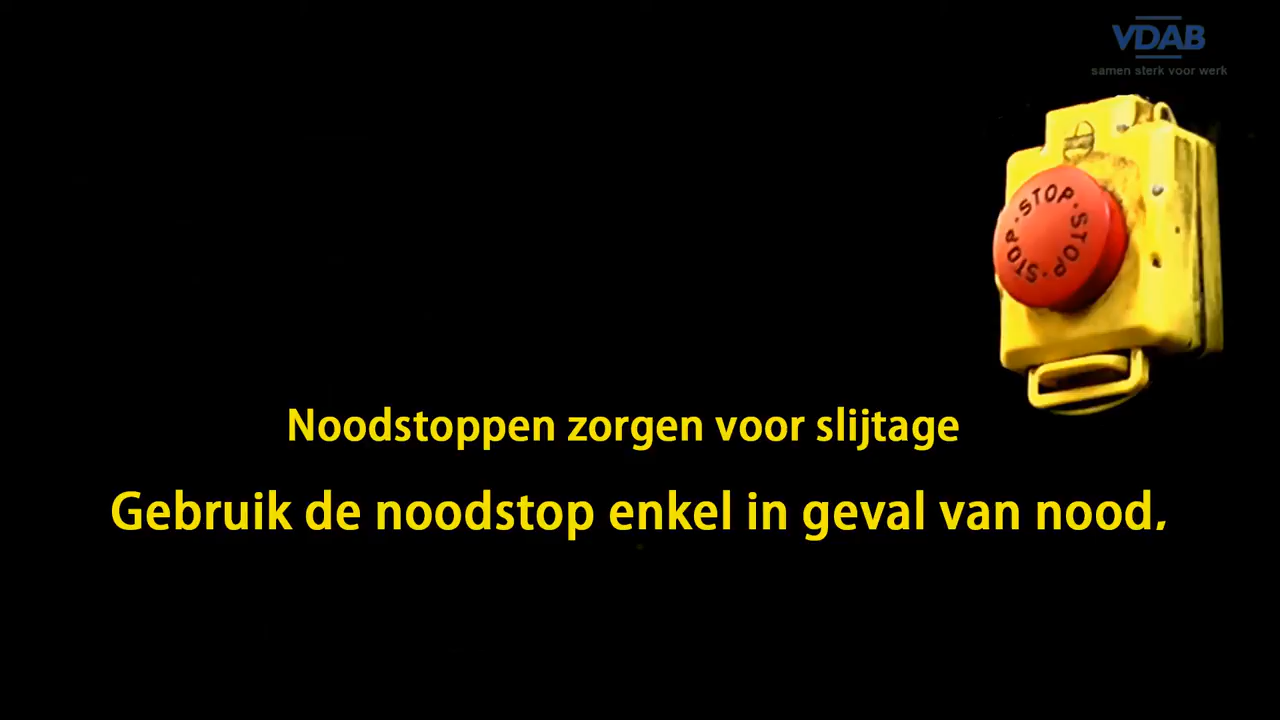 VDAB
samen sterk voor werk
STOP · STOP · STOP · STOP
Noodstoppen zorgen voor slijtage
Gebruik de noodstop enkel in geval van nood,